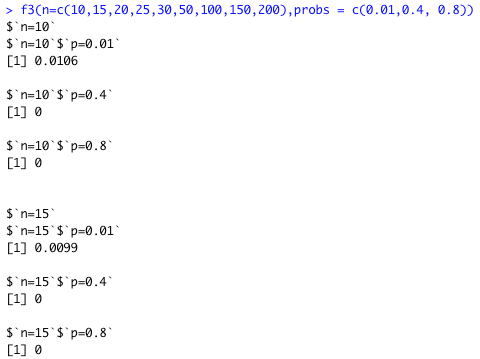 > f3(n=c(10,15,20,25,30,50,100,150,200),probs = c(0.01,0.4, 0.8))
$`n=10`
$`n=10`$`p=0.01`
[1] 0.0106
$`n=10`$`p=0.4`
[1] 0
$`n=10`$`p=0.8`
[1] 0
$`n=15`
$`n=15`$`p=0.01`
[1] 0.0099
$`n=15`$`p=0.4`
[1] 0
$`n=15`$`p=0.8`
[1] 0